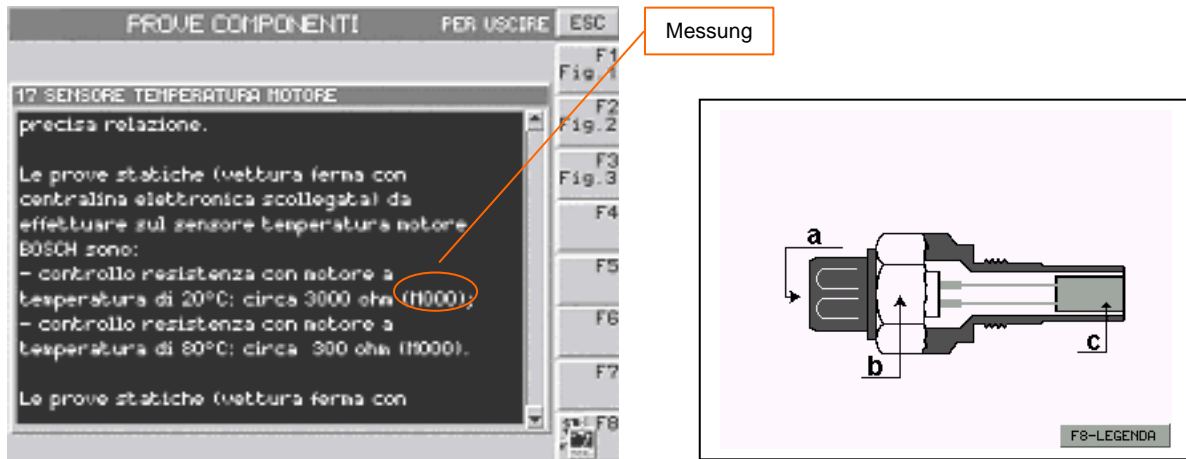 PROVE COMPONENTI PER USCIRE ESC
Messung
F1
Fig.1
17 SENSORE TEMPERATURA MOTORE
F2
Fig.2
F3
Fig.3
F4
F5
F6
F7
F8
precisa relazione.
Le prove statiche (vettura ferma con
centralina elettronica scollegata) da
effettuare sul sensore temperatura motore
BOSCH sono:
- controllo resistenza con motore a
temperatura di 20°C: circa 3000 ohm (M000);
- controllo resistenza con motore a
temperatura di 80°C: circa 300 ohm (M000).
Le prove statiche (vettura ferma con
a
b
c
F8-LEGENDA